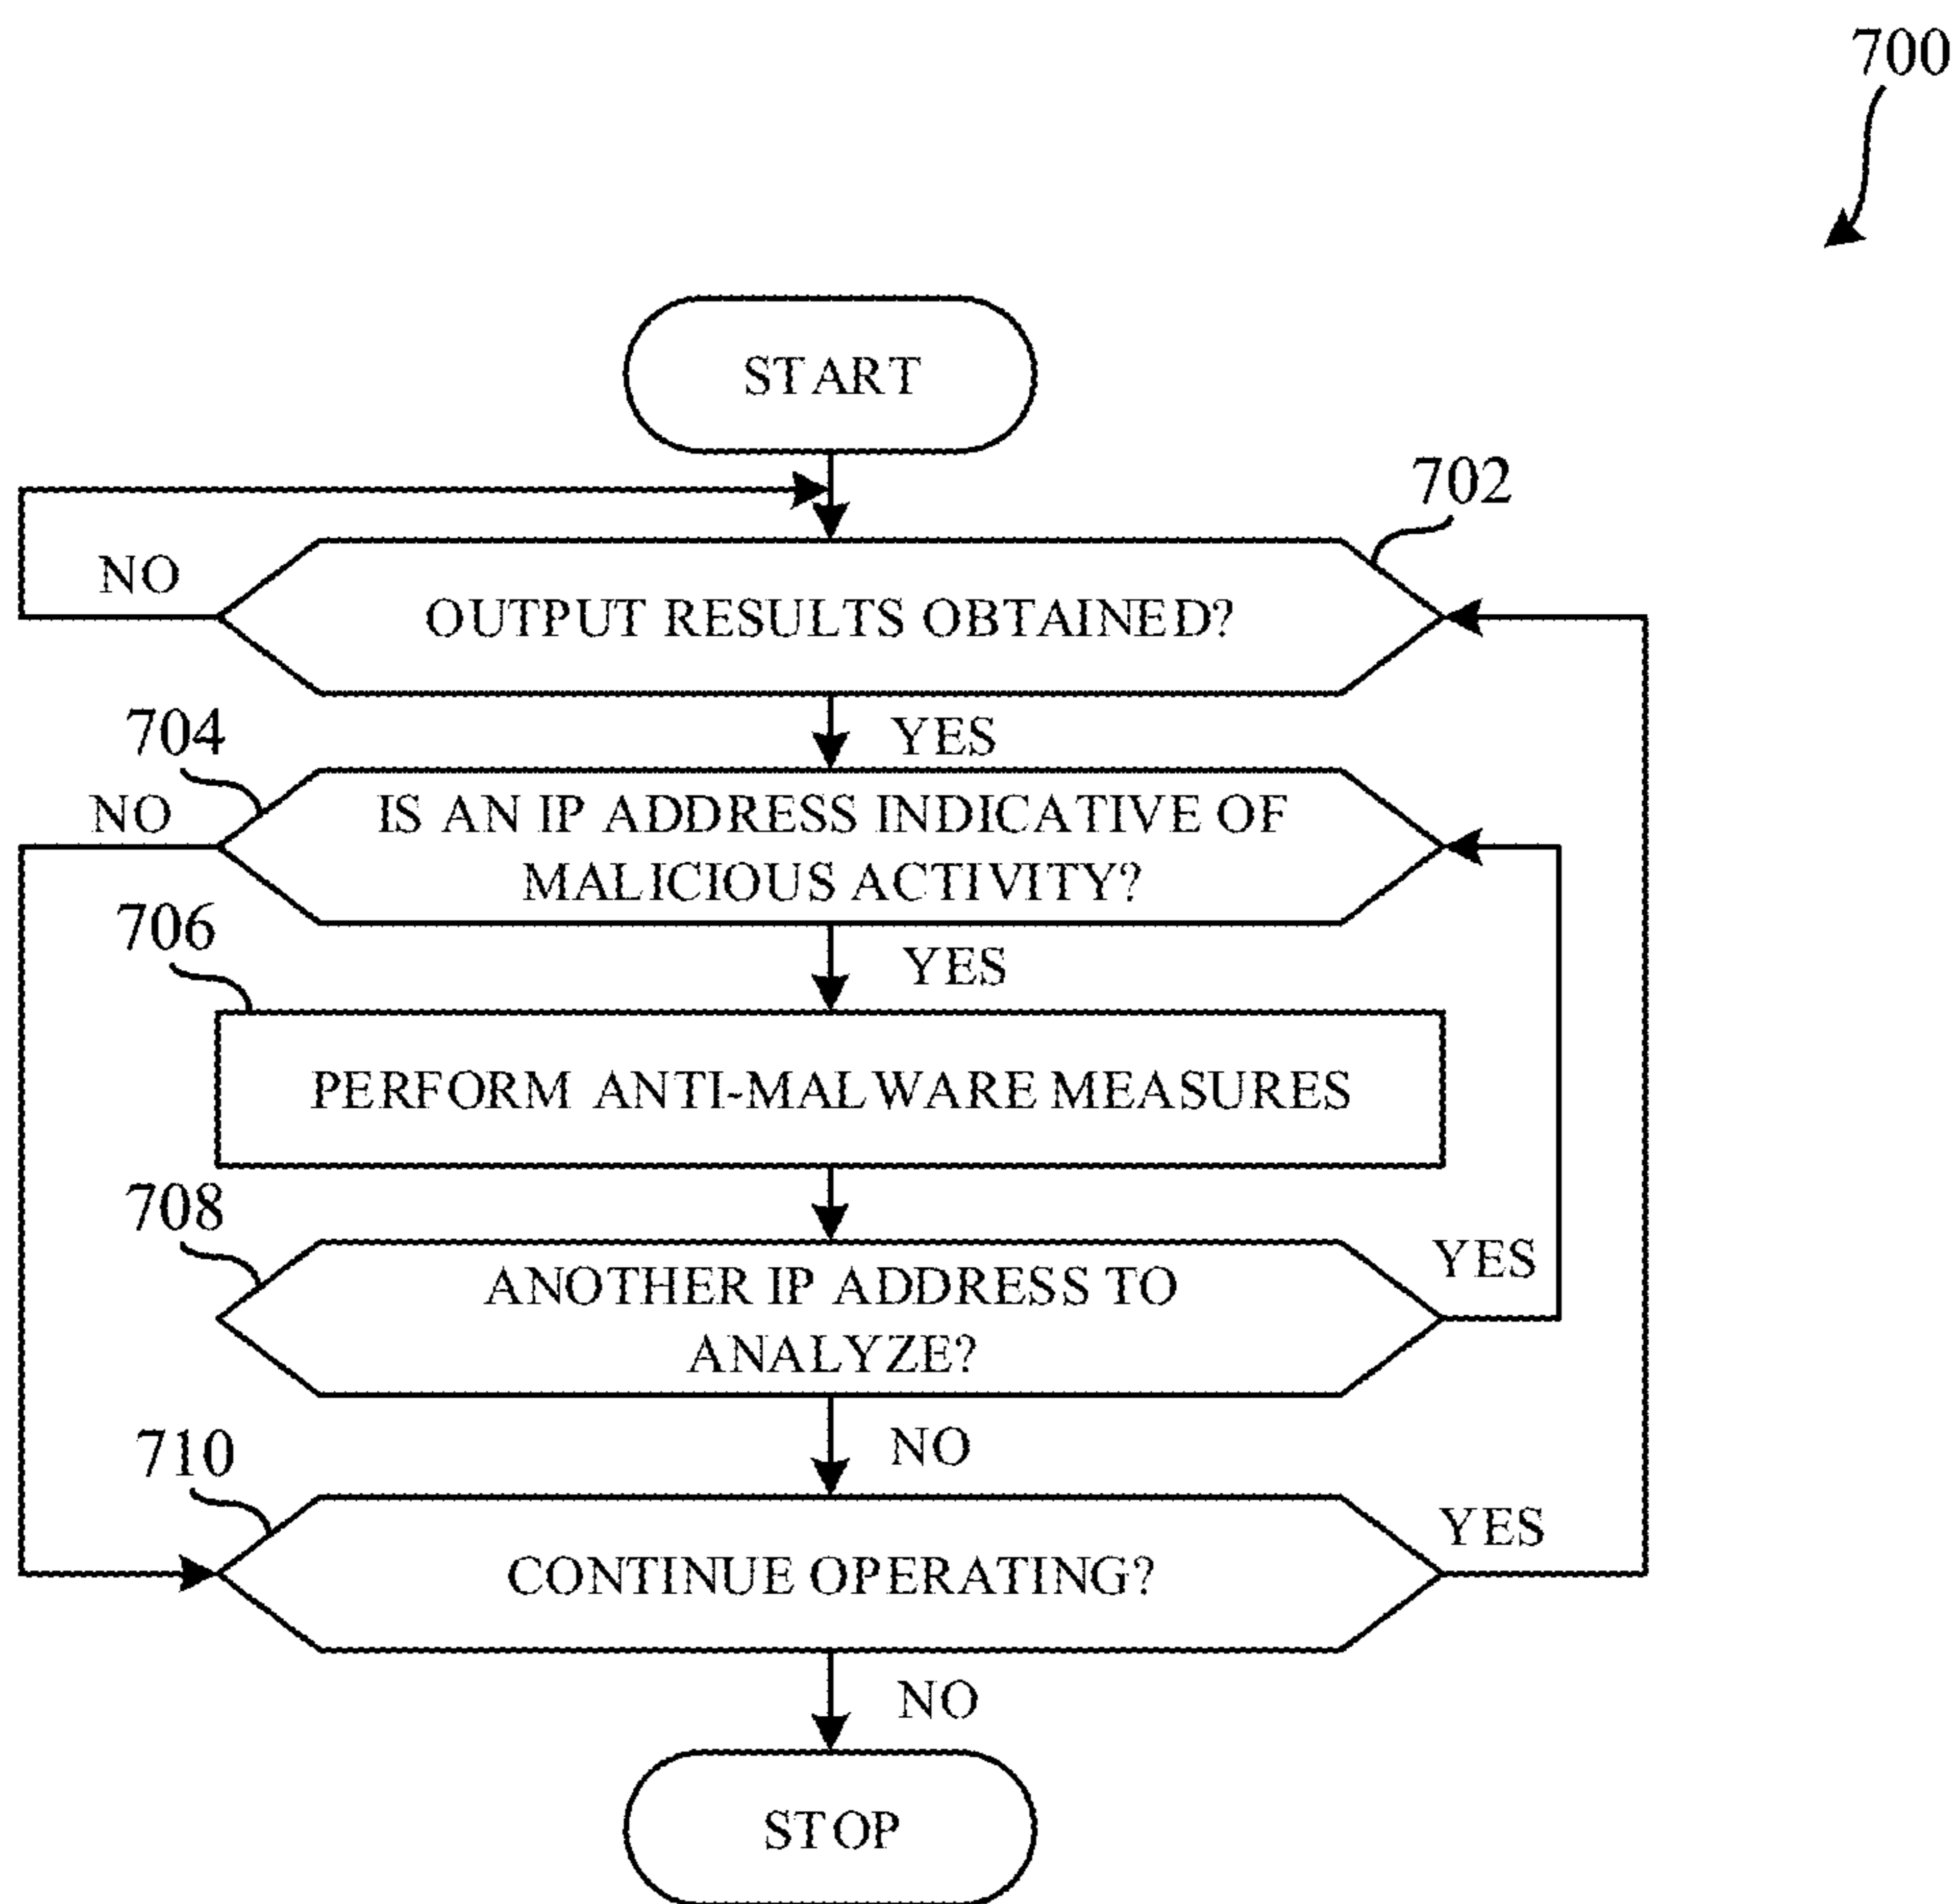 700
START
702
NO
OUTPUT RESULTS OBTAINED?
YES
704
NO
IS AN IP ADDRESS INDICATIVE OF
MALICIOUS ACTIVITY?
706
YES
PERFORM ANTI-MALWARE MEASURES
708
YES
ANOTHER IP ADDRESS TO
ANALYZE?
NO
710
YES
CONTINUE OPERATING?
NO
STOP